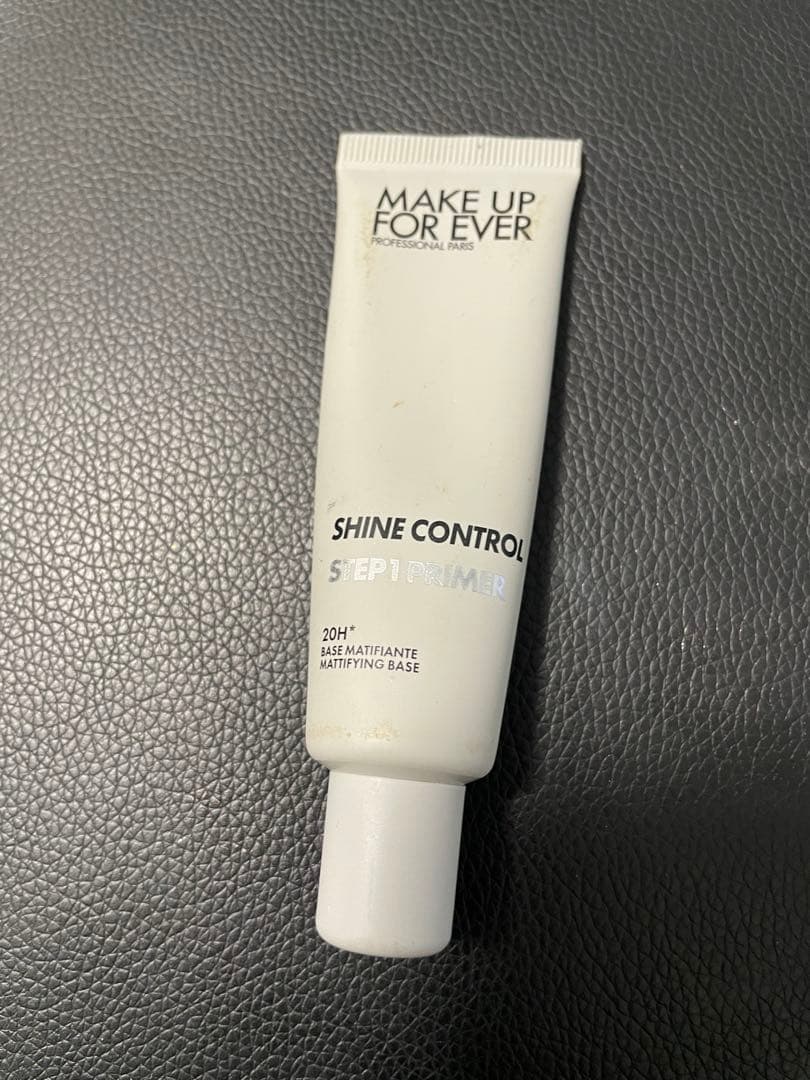 MAKE UP
FOR EVER
PROFESSIONAL PARIS
SHINE CONTROL
STEP 1 PRIMER
20H*
BASE MATIFIANTE
MATTIFYING BASE